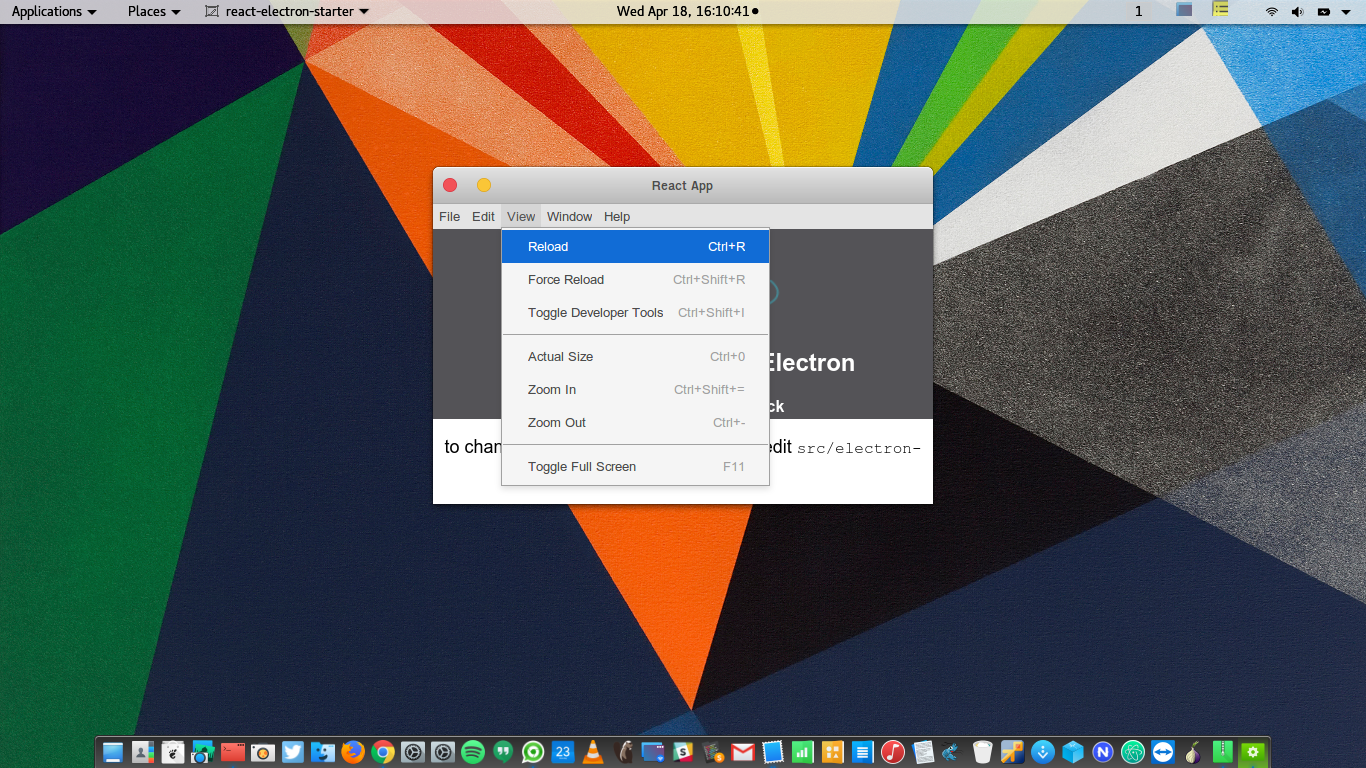 Applications Places react-electron-starter Wed Apr 18, 16:10:41 1
React App
File Edit View Window Help
Reload Ctrl+R
Force Reload Ctrl+Shift+R
Toggle Developer Tools Ctrl+Shift+I
Actual Size Ctrl+0
Electron
Zoom In Ctrl+Shift+=
ck
Zoom Out Ctrl+-
to chan
edit src/electron-
Toggle Full Screen F11
23